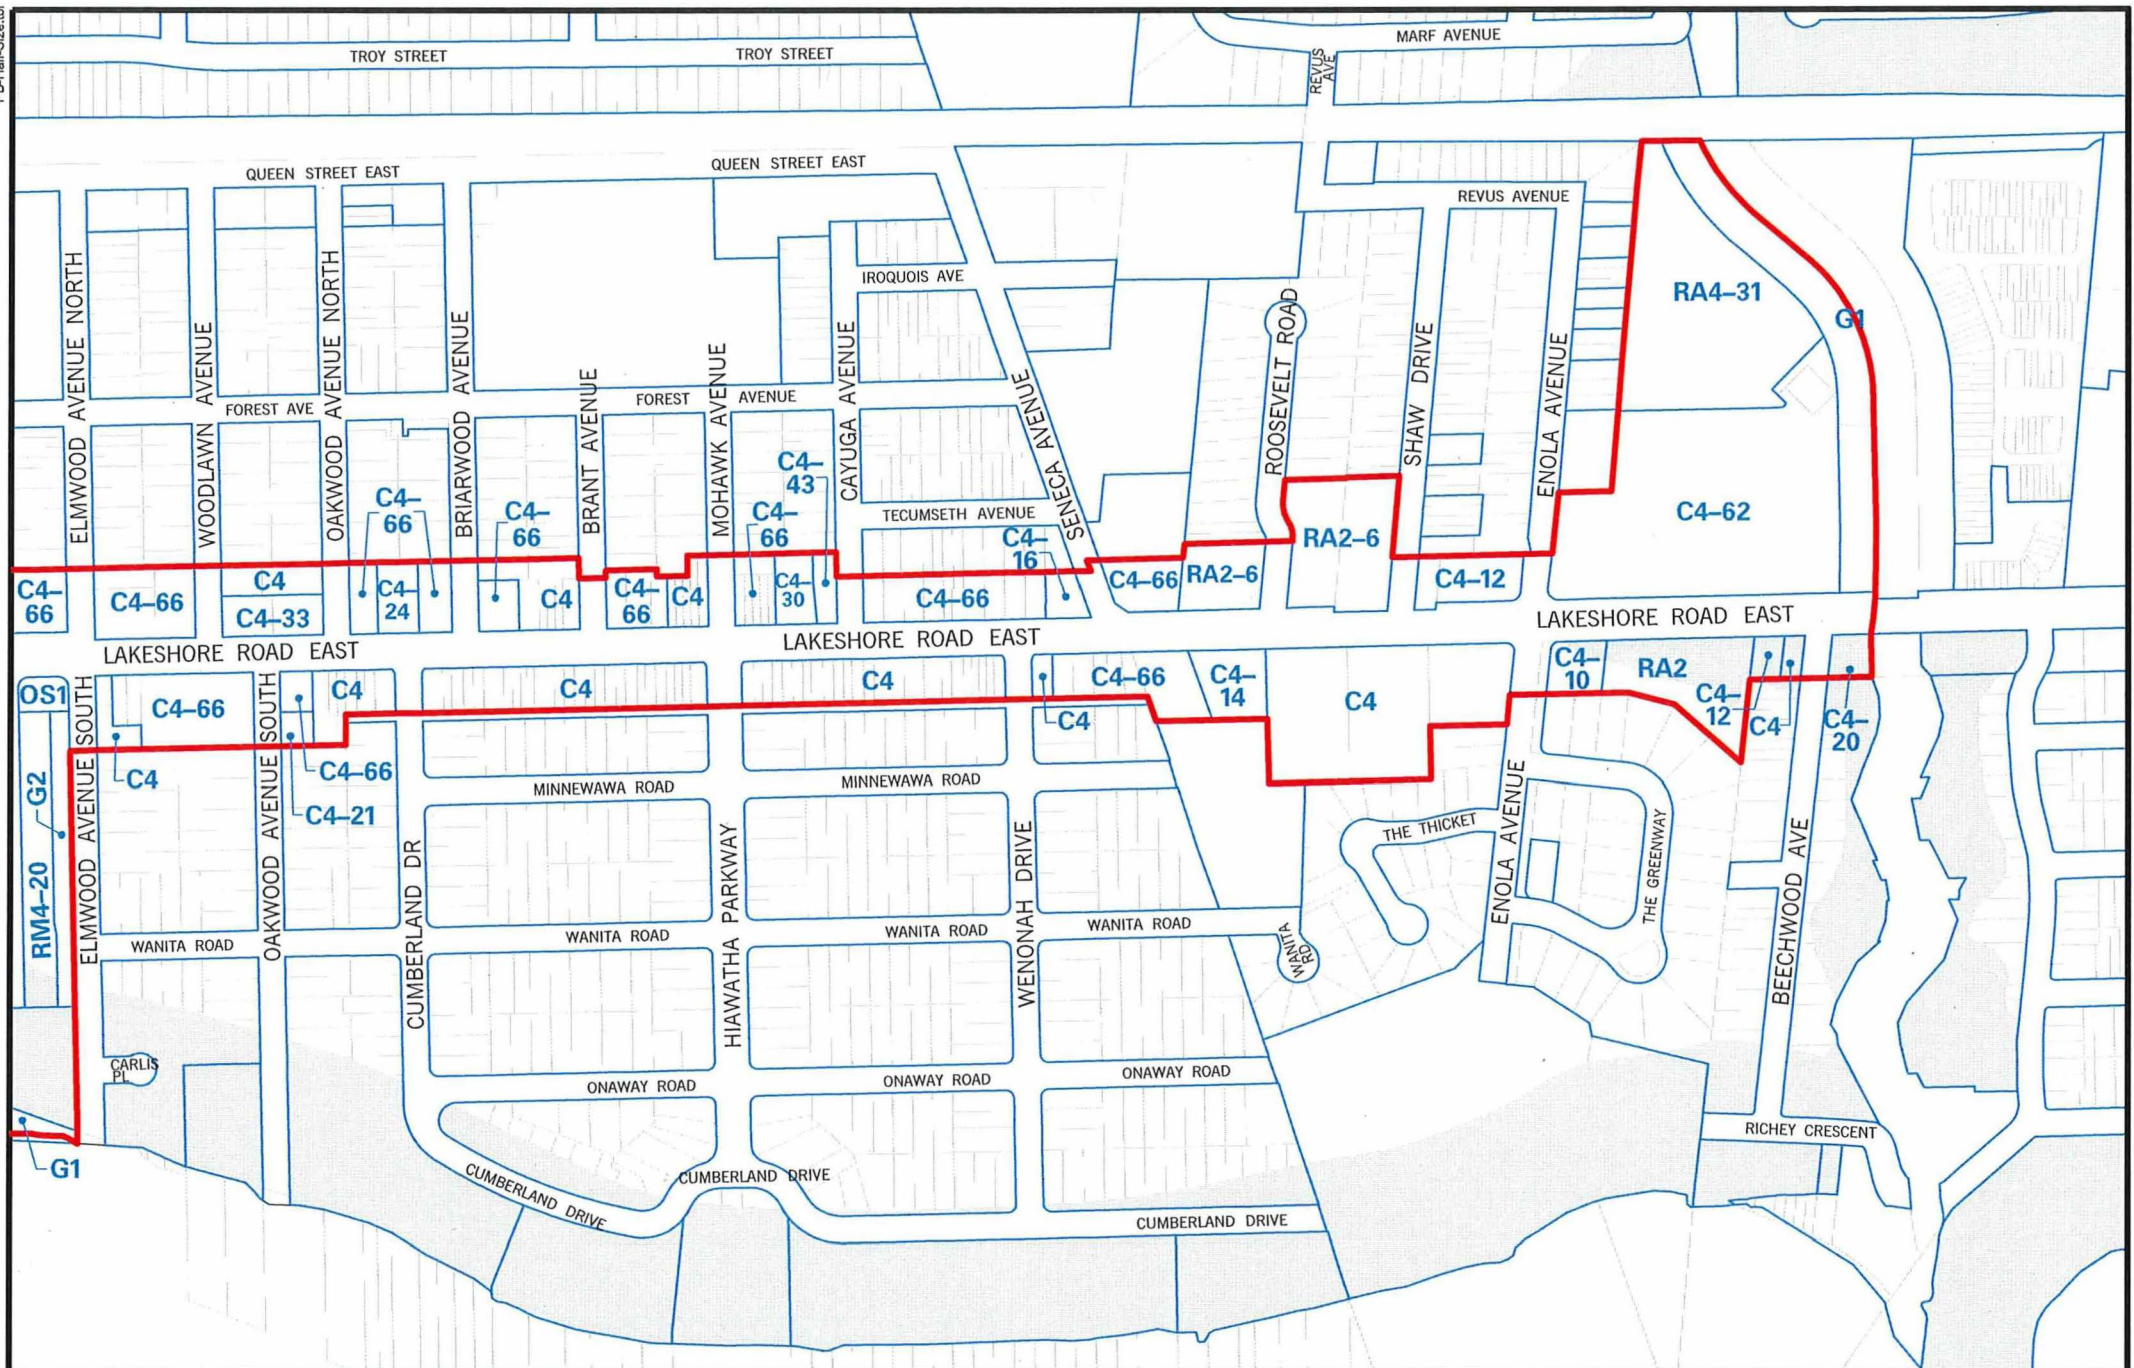 TROY STREET
TROY STREET
MARF AVENUE
REVUS
AVE
QUEEN STREET EAST
QUEEN STREET EAST
REVUS AVENUE
IROQUOIS AVE
RA4–31
G1
ELMWOOD AVENUE NORTH
WOODLAWN AVENUE
OAKWOOD AVENUE NORTH
BRIARWOOD AVENUE
BRANT AVENUE
MOHAWK AVENUE
CAYUGA AVENUE
SENECA AVENUE
ROOSEVELT ROAD
SHAW DRIVE
ENOLA AVENUE
FOREST AVE
FOREST AVENUE
C4–
43
C4–
66
C4–
66
C4–
66
TECUMSETH AVENUE
C4–
16
RA2–6
C4–62
C4–
66
C4–66
C4
C4–33
C4–
24
C4
C4–
66
C4
C4–
30
C4–66
C4–66
RA2–6
C4–12
LAKESHORE ROAD EAST
LAKESHORE ROAD EAST
LAKESHORE ROAD EAST
OS1
C4–66
C4
C4
C4
C4–66
C4–
14
C4
C4–
10
RA2
C4–
12
C4
C4–
20
C4
C4–66
C4
C4–21
G2
RM4–20
ELMWOOD AVENUE SOUTH
OAKWOOD AVENUE SOUTH
CUMBERLAND DR
HIAWATHA PARKWAY
WENONAH DRIVE
ENOLA AVENUE
THE GREENWAY
BEECHWOOD AVE
MINNEWAWA ROAD
MINNEWAWA ROAD
THE THICKET
WANITA ROAD
WANITA ROAD
WANITA ROAD
WANITA ROAD
WANITA
RD
CARLIS
PL
ONAWAY ROAD
ONAWAY ROAD
ONAWAY ROAD
RICHEY CRESCENT
G1
CUMBERLAND DRIVE
CUMBERLAND DRIVE
CUMBERLAND DRIVE